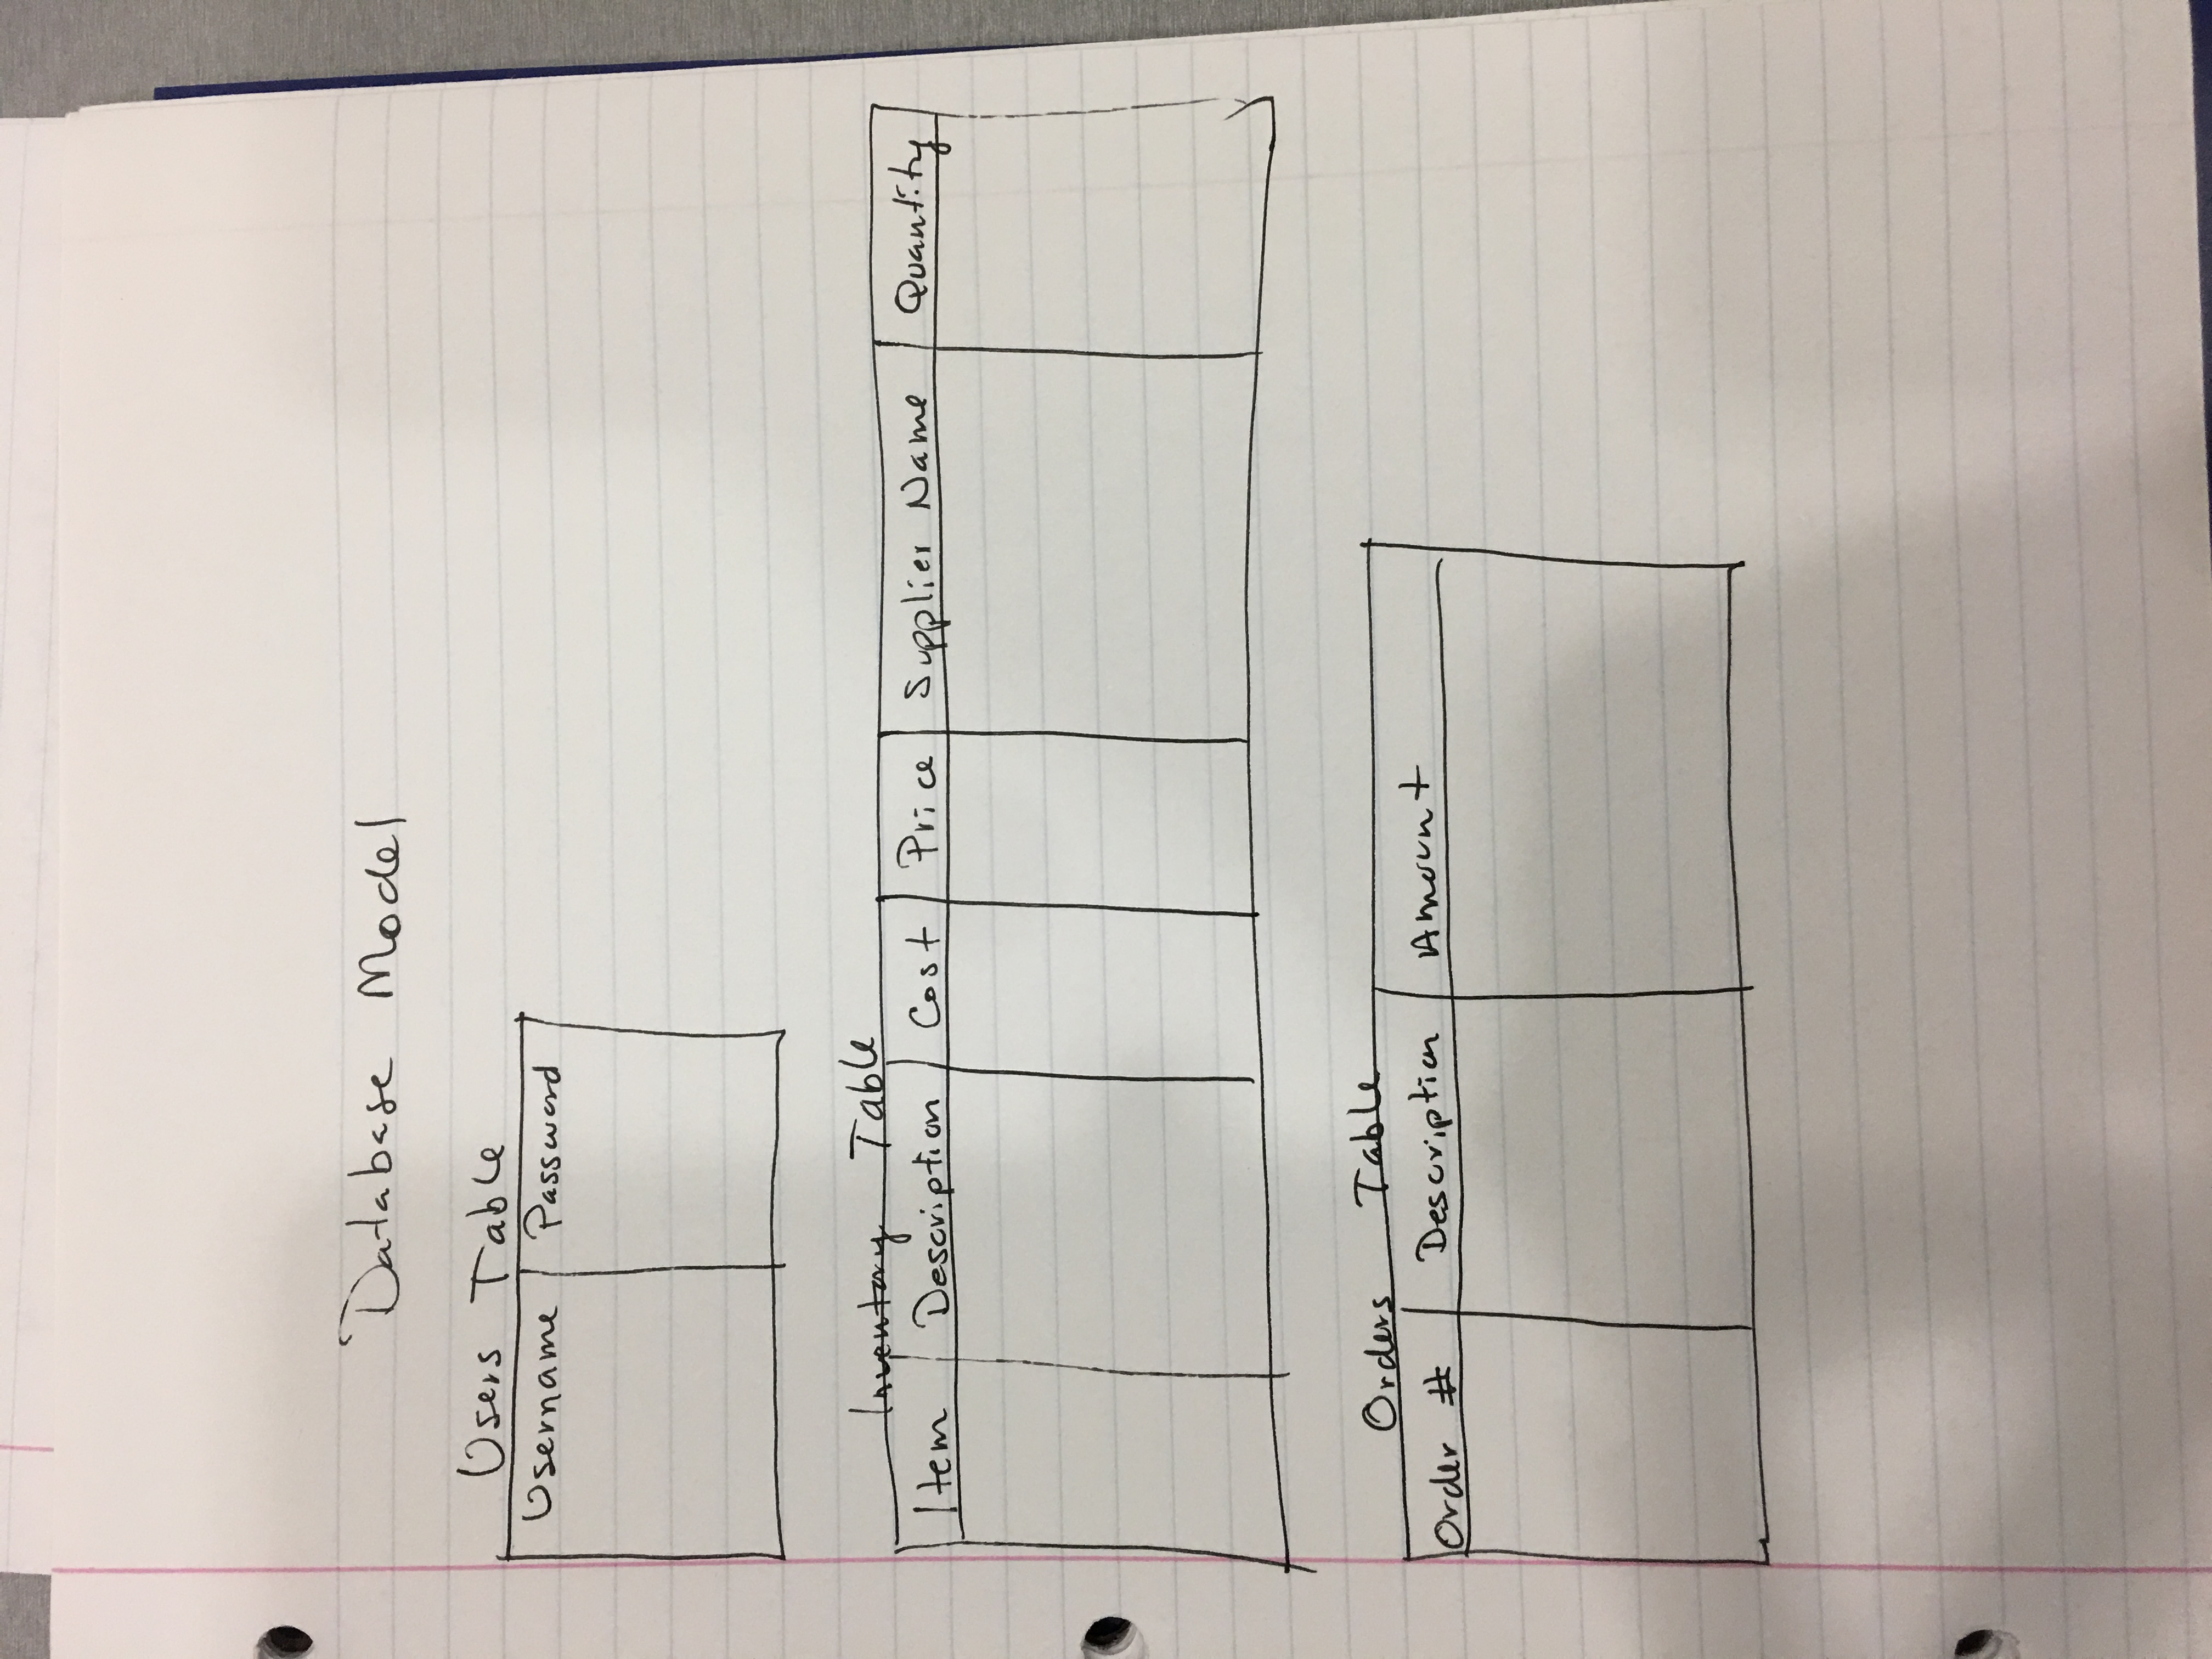 Database Model
Users Table
Username Password
Inventory Table
Item Description Cost Price Supplier Name Quantity
Orders Table
Order # Description Amount